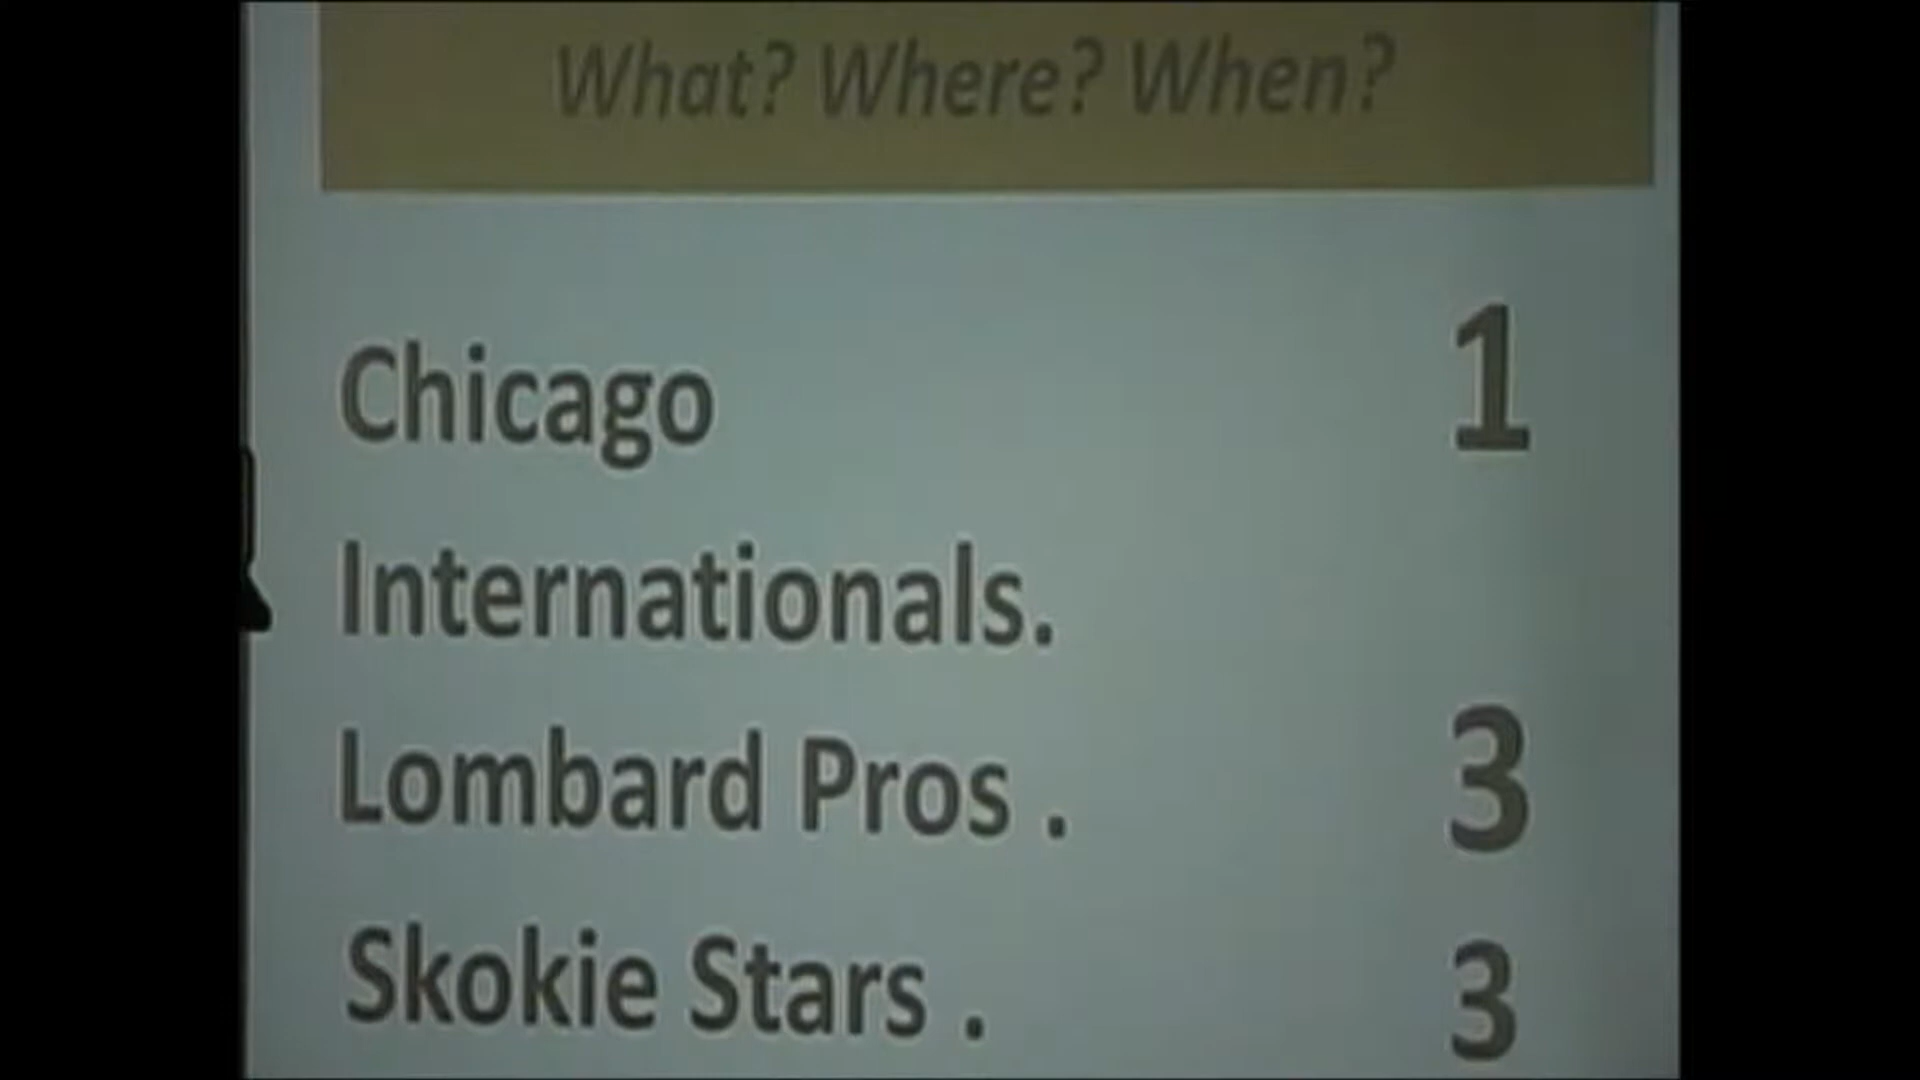 What? Where? When?
Chicago 1
Internationals.
Lombard Pros . 3
Skokie Stars . 3